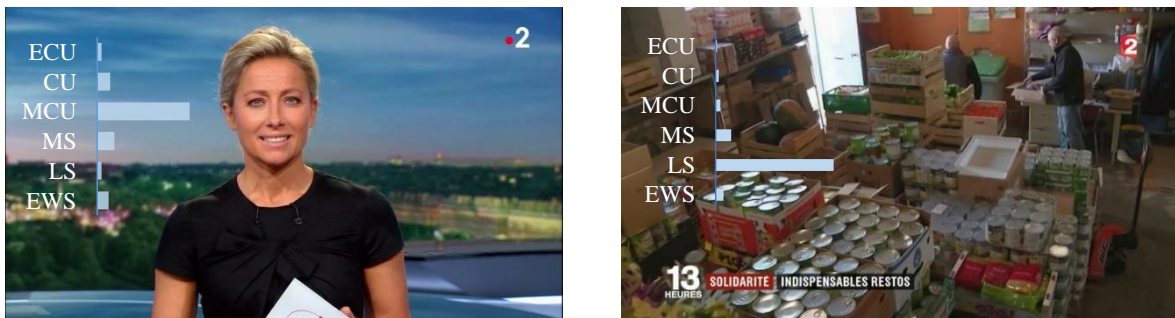 2
ECU
CU
MCU
MS
LS
EWS
ECU
CU
MCU
MS
LS
EWS
2
13
HEURES
SOLIDARITE
INDISPENSABLES RESTOS